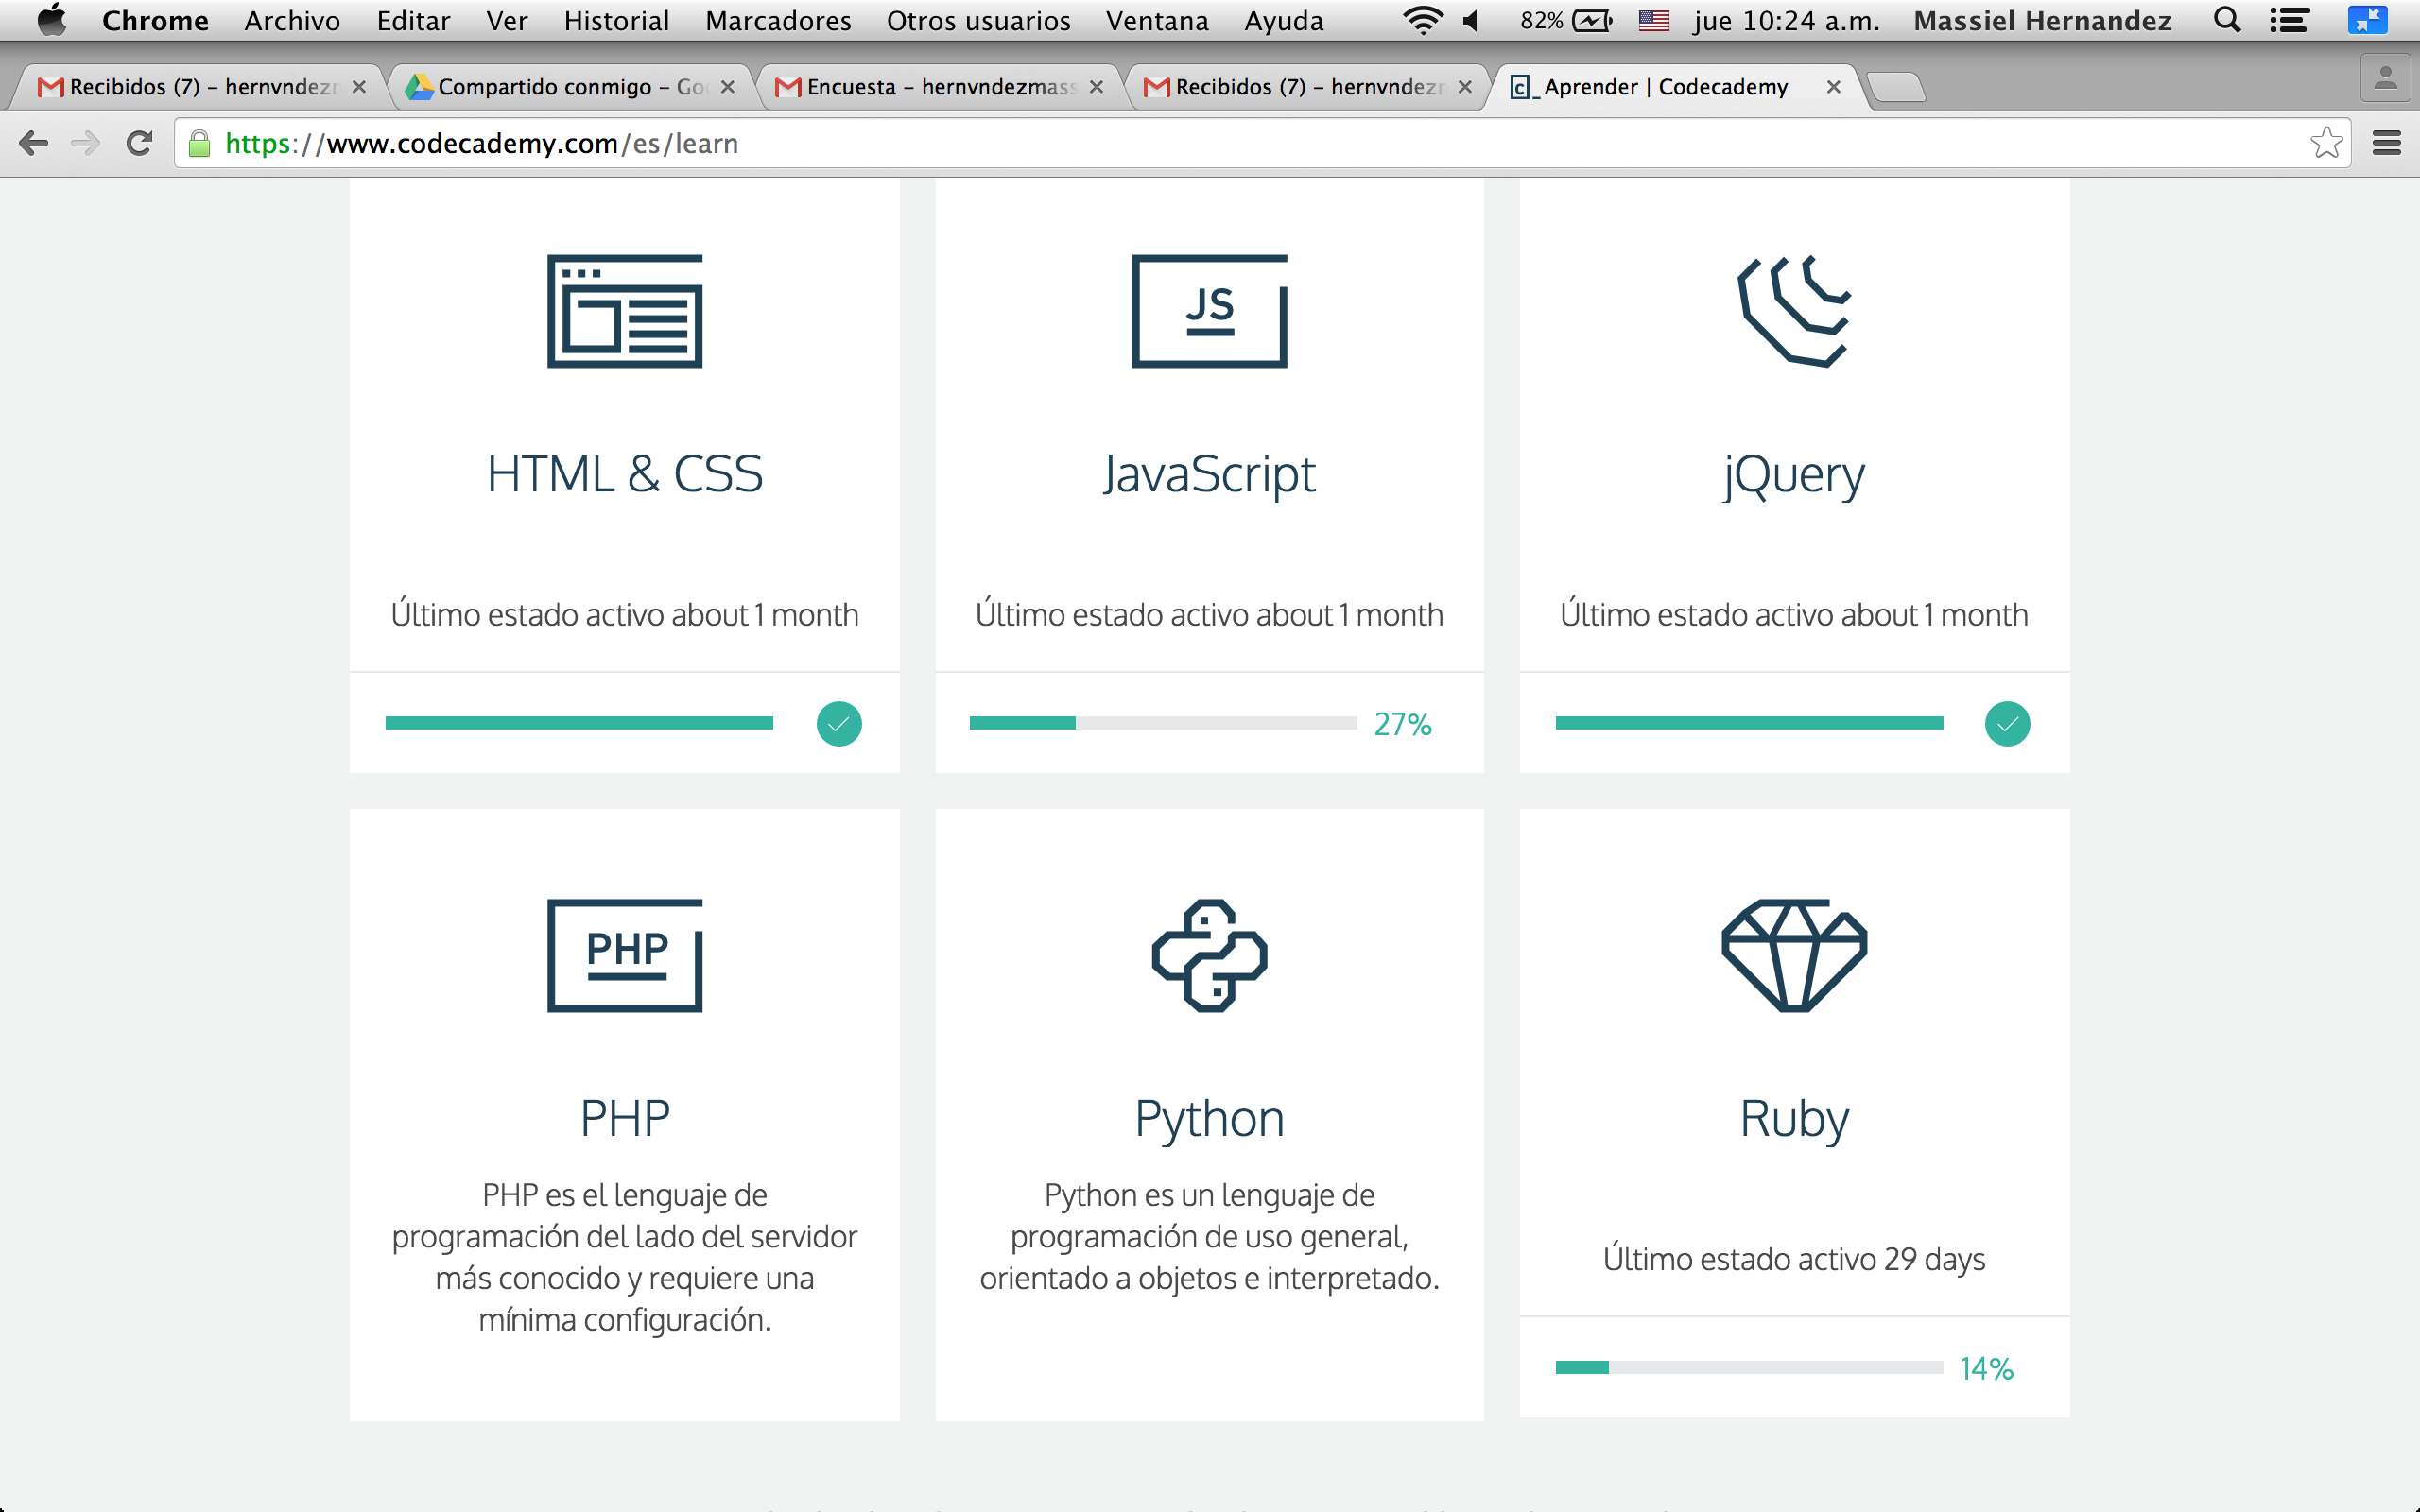 Chrome Archivo Editar Ver Historial Marcadores Otros usuarios Ventana Ayuda 82% jue 10:24 a.m. Massiel Hernandez
Recibidos (7) – hernvndezr Compartido conmigo – Go Encuesta – hernvndezmass Recibidos (7) – hernvndezr c_ Aprender | Codecademy
https://www.codecademy.com/es/learn
JS
HTML & CSS
JavaScript
jQuery
Último estado activo about 1 month
Último estado activo about 1 month
Último estado activo about 1 month
27%
PHP
PHP
Python
Ruby
PHP es el lenguaje de
programación del lado del servidor
más conocido y requiere una
mínima configuración.
Python es un lenguaje de
programación de uso general,
orientado a objetos e interpretado.
Último estado activo 29 days
14%